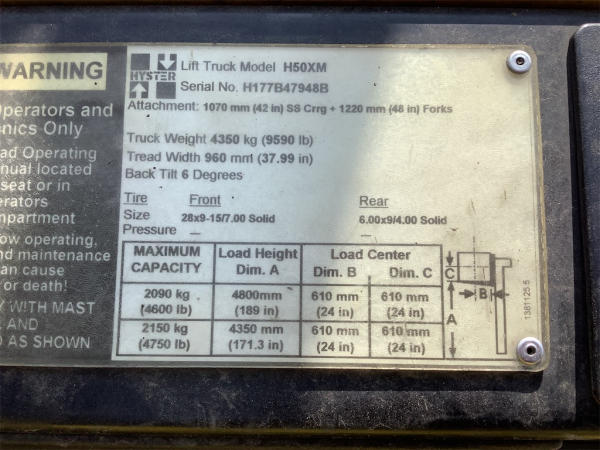 WARNING
Operators and
nics Only
ad Operating
nual located
seat or in
erators
partment
ow operating,
nd maintenance
an cause
or death!
Y WITH MAST
AND
D AS SHOWN
HYSTER
Lift Truck Model H50XM
Serial No. H177B47948B
Attachment: 1070 mm (42 in) SS Crrg + 1220 mm (48 in) Forks
Truck Weight 4350 kg (9590 lb)
Tread Width 960 mm (37.99 in)
Back Tilt 6 Degrees
Tire Front Rear
Size 28x9-15/7.00 Solid 6.00x9/4.00 Solid
Pressure — —
MAXIMUM CAPACITY Load Height Dim. A Load Center Dim. B Dim. C
2090 kg 4800mm 610 mm 610 mm
(4600 lb) (189 in) (24 in) (24 in)
2150 kg 4350 mm 610 mm 610 mm
(4750 lb) (171.3 in) (24 in) (24 in)
C
B
A
1381125 5